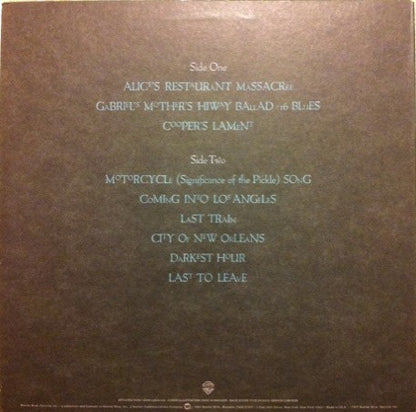 Side One
ALICE'S RESTAURANT MASSACREE
GABRIEL'S MOTHER'S HIWAY BALLAD #16 BLUES
COOPER'S LAMENT
Side Two
MOTORCYCLE (Significance of the Pickle) SONG
COMING INTO LOS ANGELES
LAST TRAIN
CITY OF NEW ORLEANS
DARKEST HOUR
LAST TO LEAVE